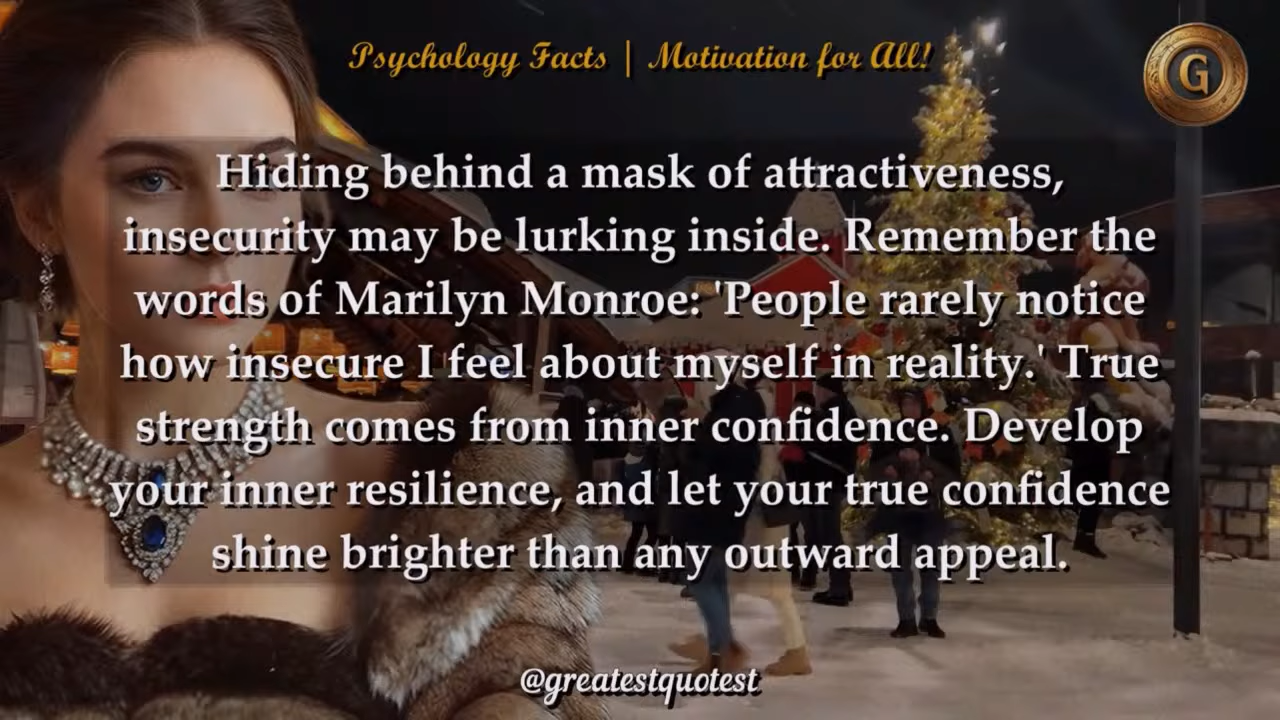 Psychology Facts | Motivation for All!
G
Hiding behind a mask of attractiveness,
insecurity may be lurking inside. Remember the
words of Marilyn Monroe: 'People rarely notice
how insecure I feel about myself in reality.' True
strength comes from inner confidence. Develop
your inner resilience, and let your true confidence
shine brighter than any outward appeal.
@greatestquotest